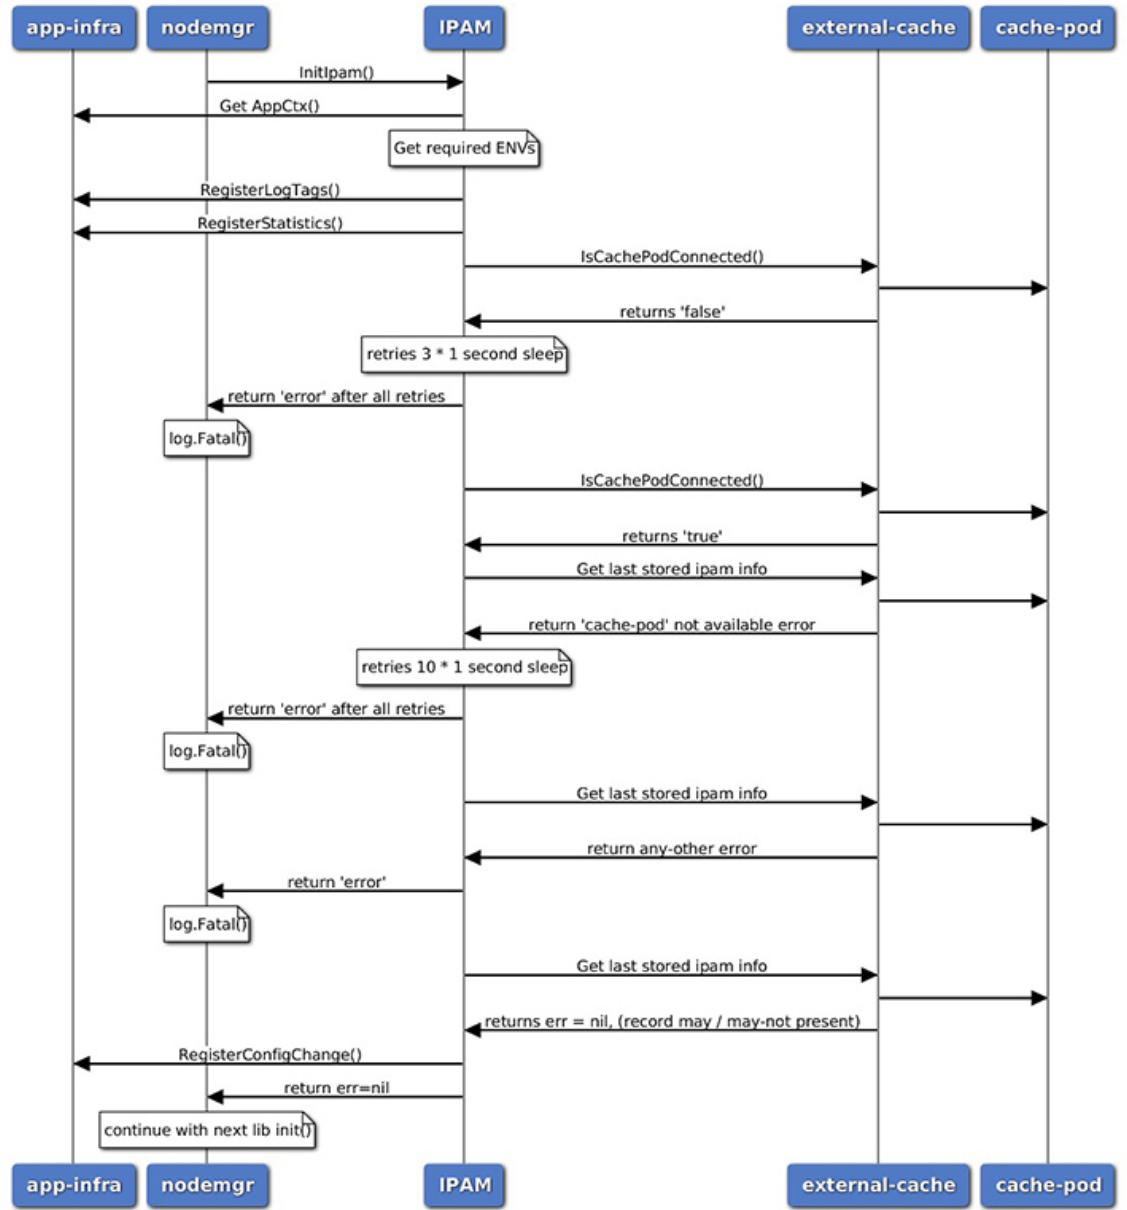 app-infra nodemgr IPAM external-cache cache-pod
InitIpam()
Get AppCtx()
Get required ENVs
RegisterLogTags()
RegisterStatistics()
IsCachePodConnected()
returns 'false'
retries 3 * 1 second sleep
return 'error' after all retries
log.Fatal()
IsCachePodConnected()
returns 'true'
Get last stored ipam info
return 'cache-pod' not available error
retries 10 * 1 second sleep
return 'error' after all retries
log.Fatal()
Get last stored ipam info
return any-other error
return 'error'
log.Fatal()
Get last stored ipam info
returns err = nil, (record may / may-not present)
RegisterConfigChange()
return err=nil
continue with next lib init()
app-infra nodemgr IPAM external-cache cache-pod